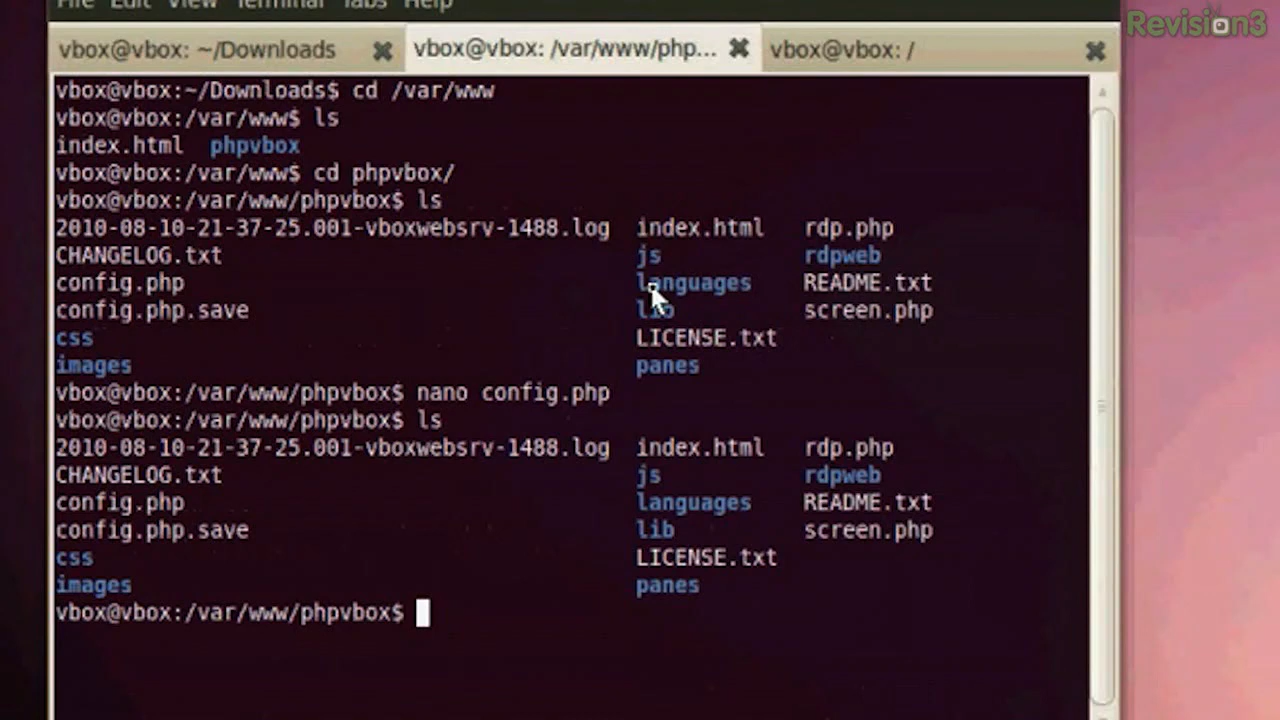 File Edit View Terminal Tabs Help
Revision3
vbox@vbox: ~/Downloads vbox@vbox: /var/www/php... vbox@vbox: /
vbox@vbox:~/Downloads$ cd /var/www
vbox@vbox:/var/www$ ls
index.html phpvbox
vbox@vbox:/var/www$ cd phpvbox/
vbox@vbox:/var/www/phpvbox$ ls
2010-08-10-21-37-25.001-vboxwebsrv-1488.log index.html rdp.php
CHANGELOG.txt js rdpweb
config.php languages README.txt
config.php.save lib screen.php
css LICENSE.txt
images panes
vbox@vbox:/var/www/phpvbox$ nano config.php
vbox@vbox:/var/www/phpvbox$ ls
2010-08-10-21-37-25.001-vboxwebsrv-1488.log index.html rdp.php
CHANGELOG.txt js rdpweb
config.php languages README.txt
config.php.save lib screen.php
css LICENSE.txt
images panes
vbox@vbox:/var/www/phpvbox$